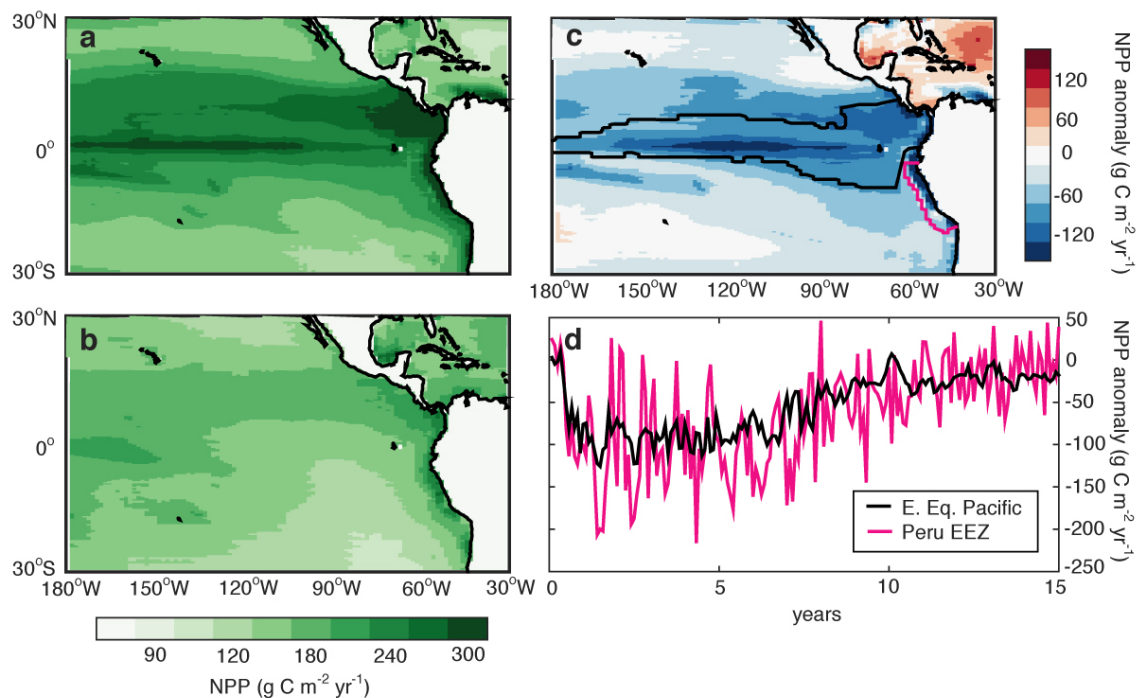 30°N
a
0°
30°S
c
120
60
0
-60
-120
NPP anomaly (g C m-2 yr-1)
180°W 150°W 120°W 90°W 60°W 30°W
30°N
b
0°
30°S
180°W 150°W 120°W 90°W 60°W 30°W
90 120 180 240 300
NPP (g C m-2 yr-1)
d
50
0
-50
-100
-150
-200
-250
NPP anomaly (g C m-2 yr-1)
E. Eq. Pacific
Peru EEZ
0 5 10 15
years